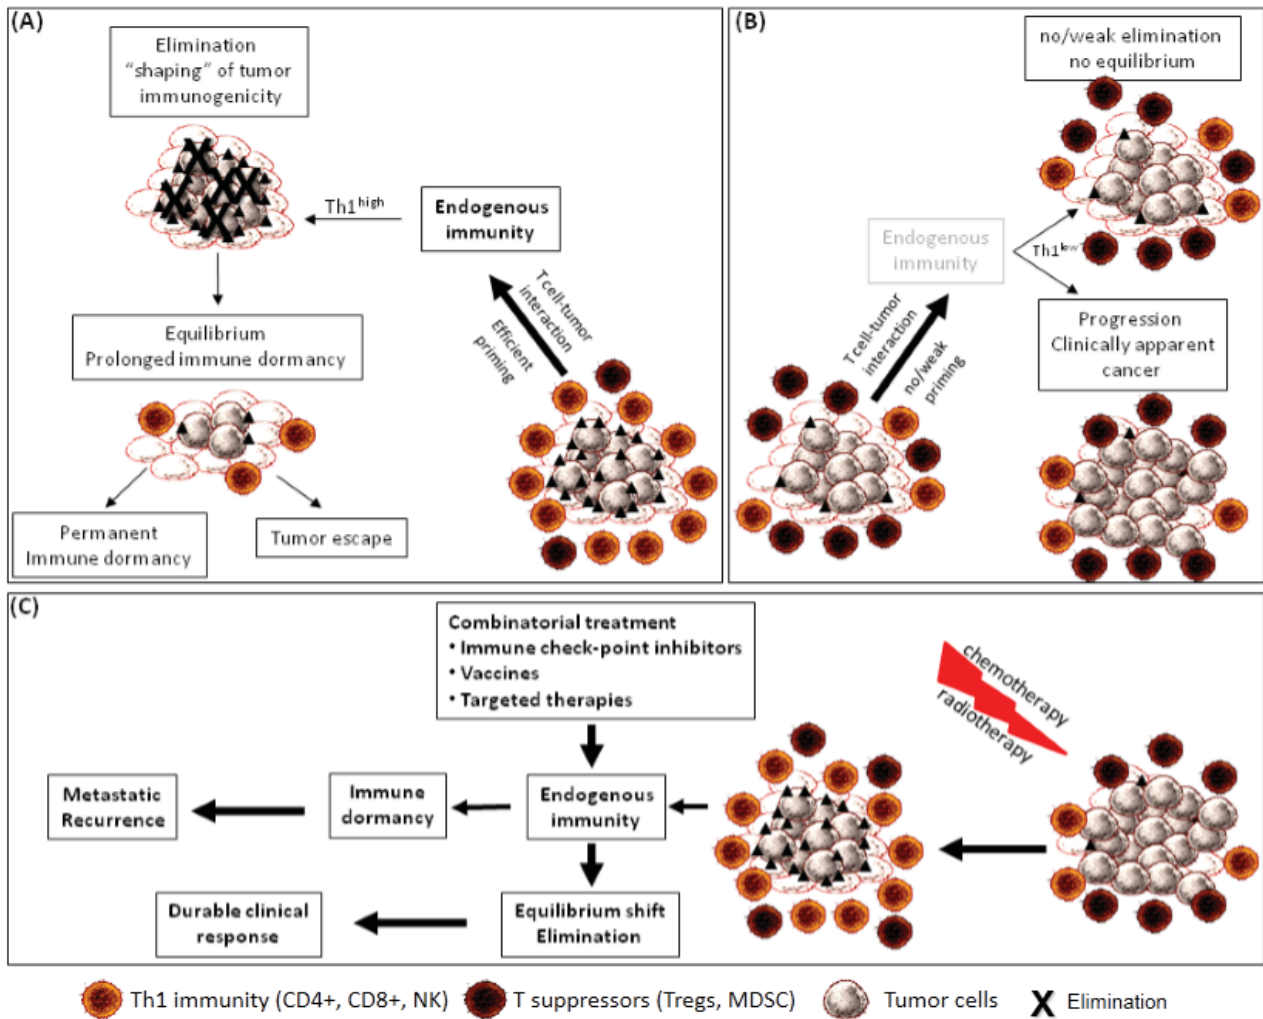 (A)
Elimination
“shaping” of tumor
immunogenicity
Th1high
Endogenous
immunity
T cell-tumor
interaction
Efficient
priming
Equilibrium
Prolonged immune dormancy
Permanent
Immune dormancy
Tumor escape
(B)
no/weak elimination
no equilibrium
Endogenous
immunity
Th1low
T cell-tumor
interaction
no/weak
priming
Progression
Clinically apparent
cancer
(C)
Combinatorial treatment
• Immune check-point inhibitors
• Vaccines
• Targeted therapies
chemotherapy
radiotherapy
Metastatic
Recurrence
Immune
dormancy
Endogenous
immunity
Durable clinical
response
Equilibrium shift
Elimination
Th1 immunity (CD4+, CD8+, NK)
T suppressors (Tregs, MDSC)
Tumor cells
X Elimination